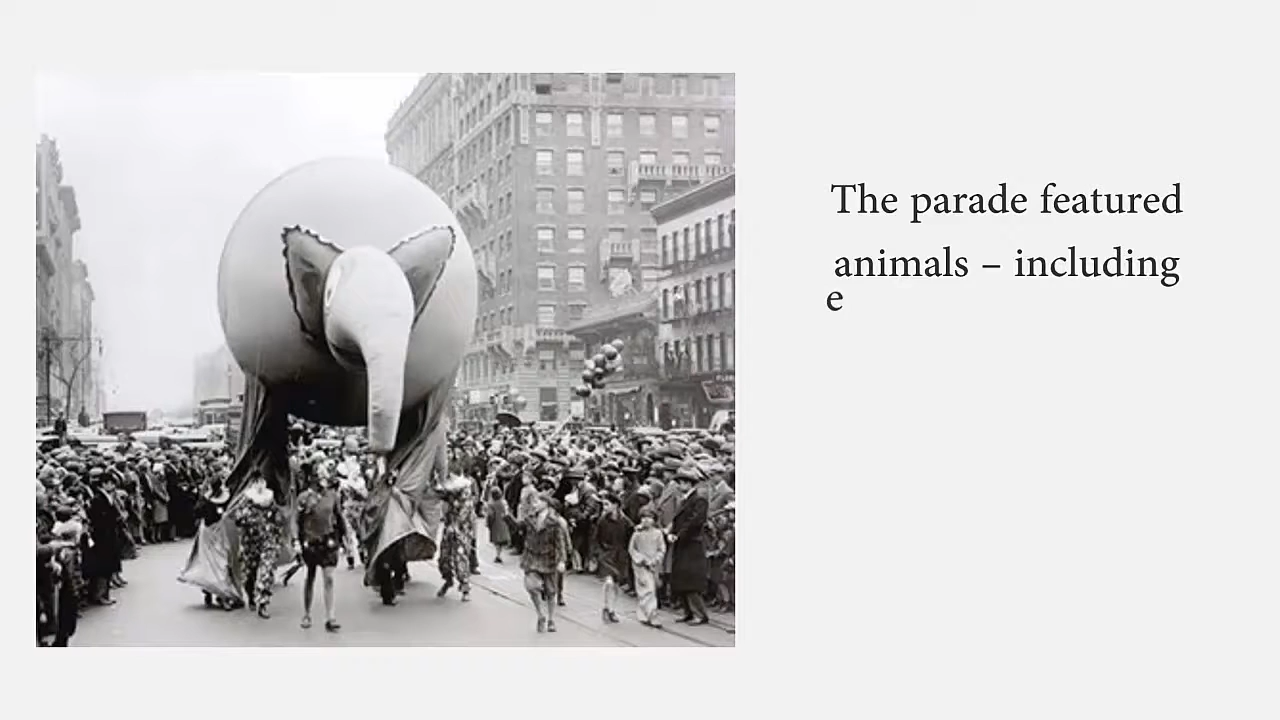 The parade featured
animals – including
e